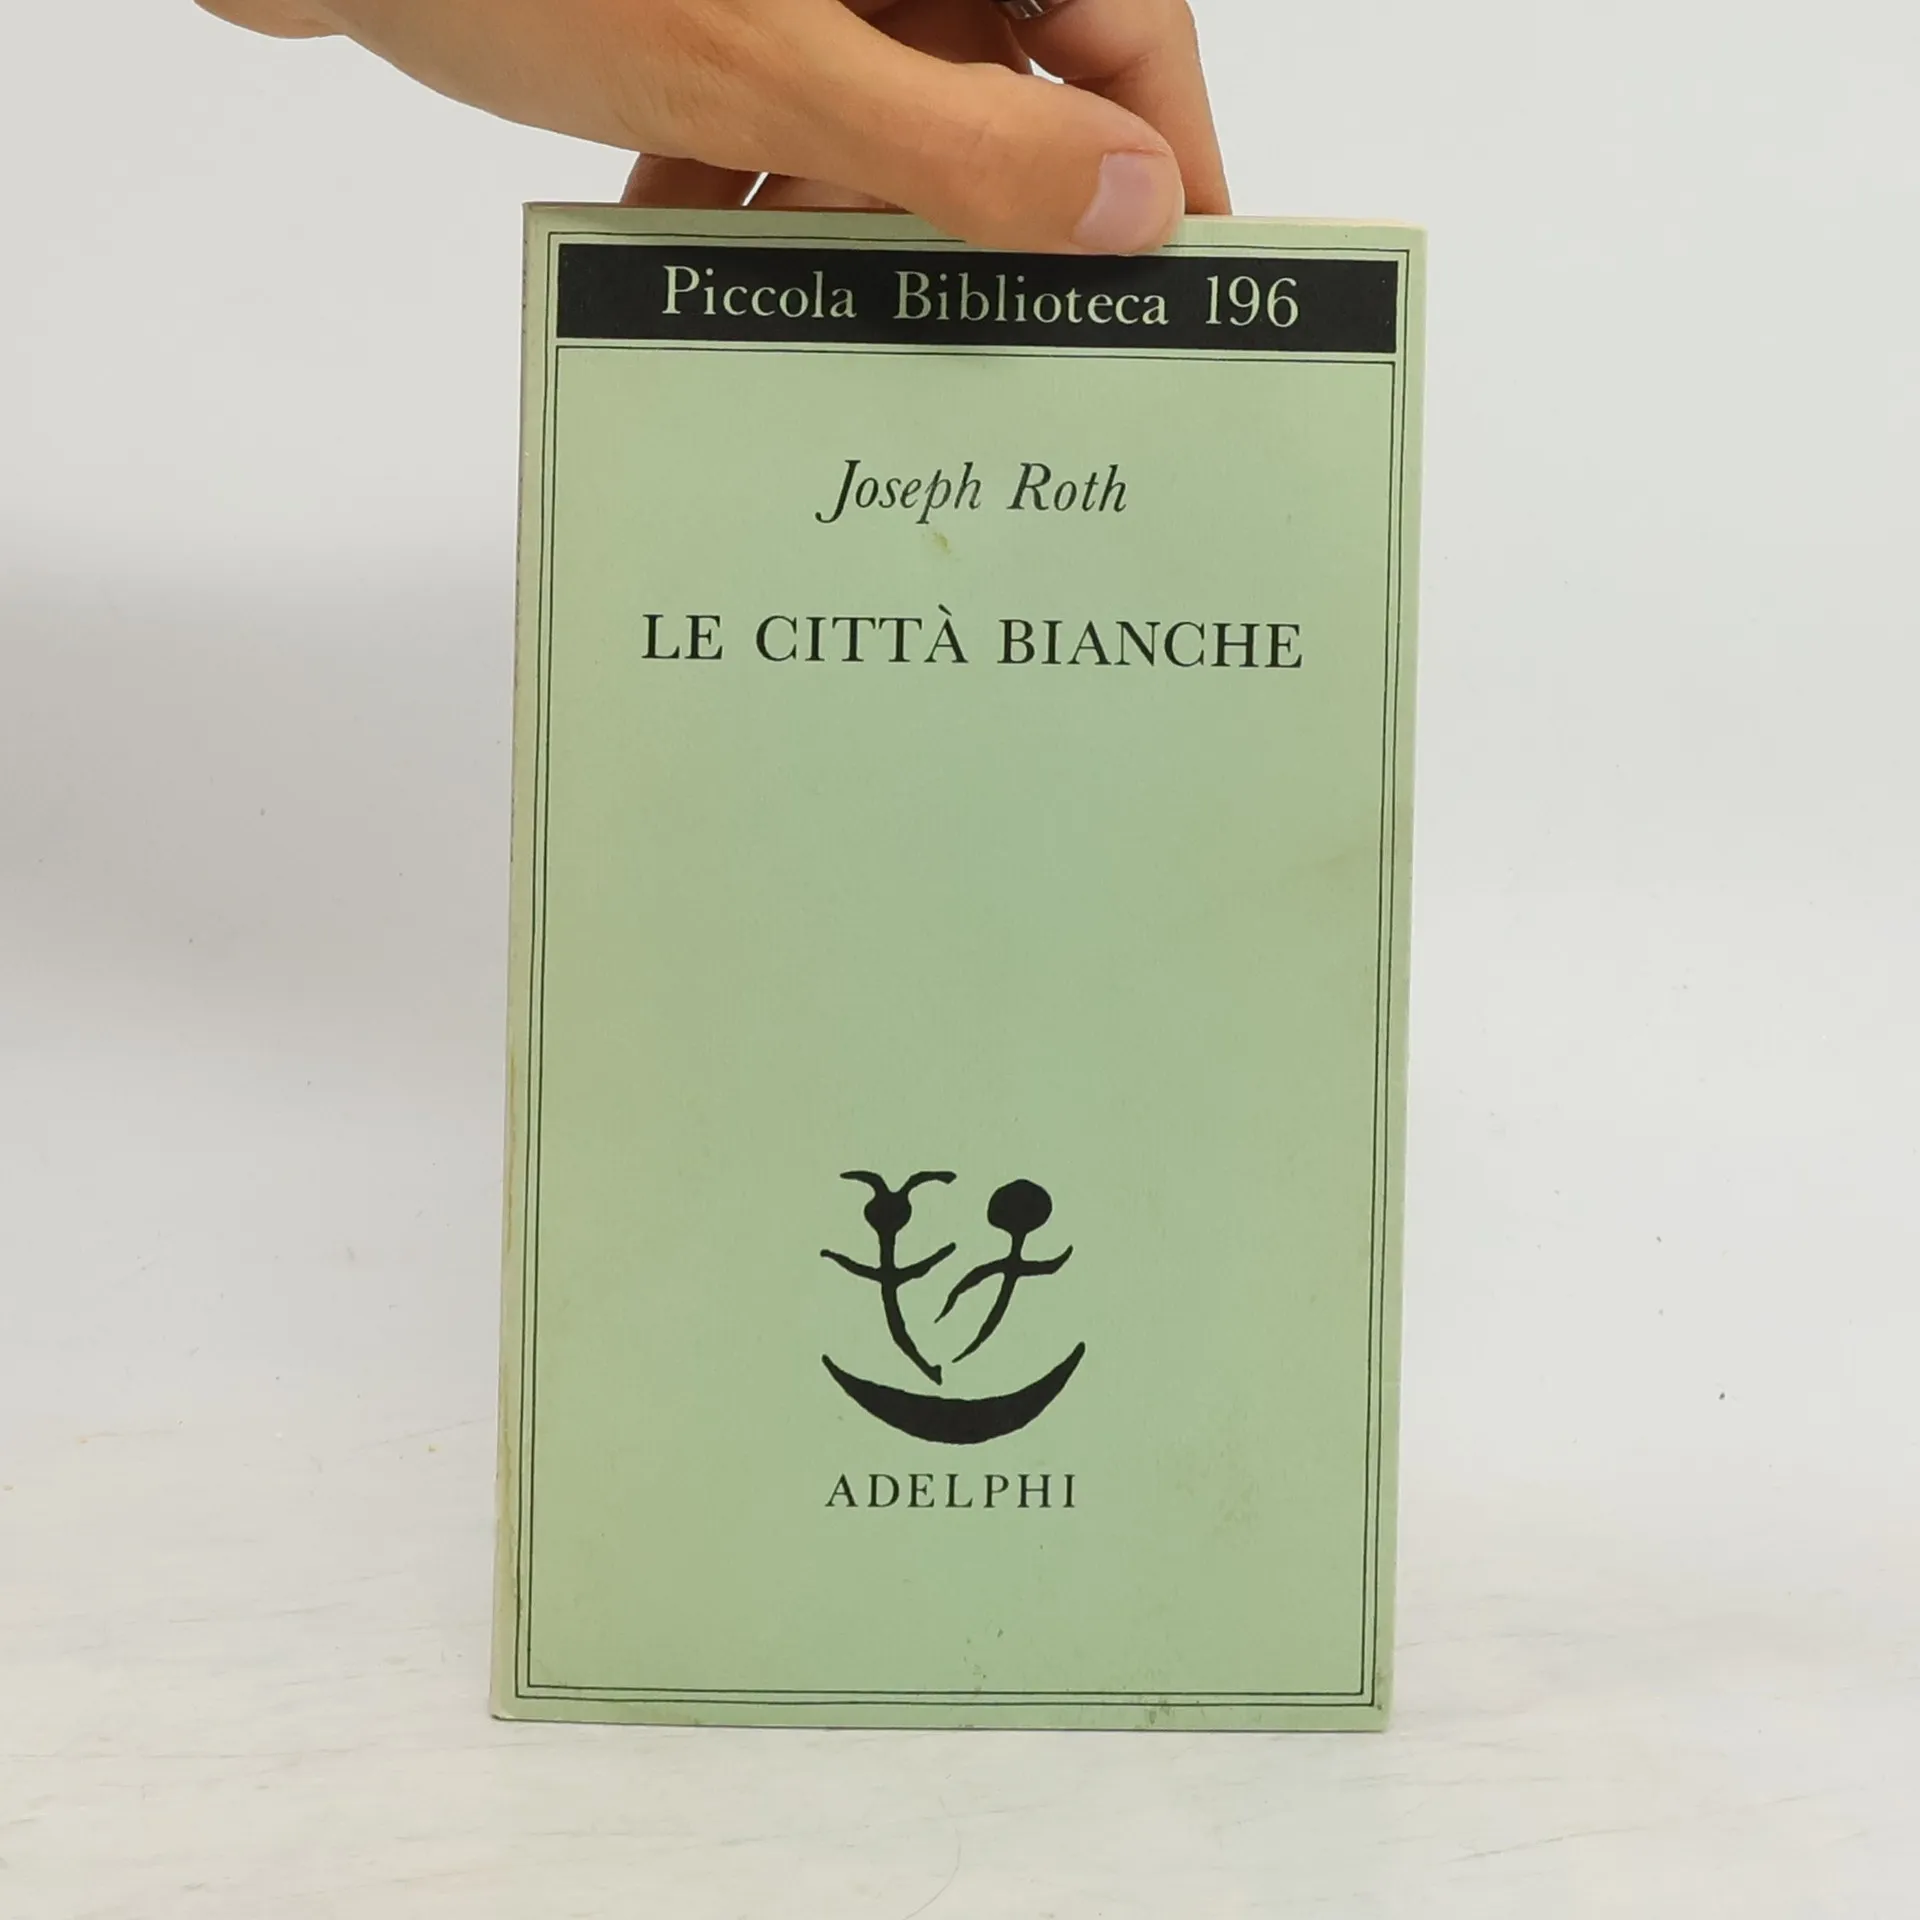 Piccola Biblioteca 196
Joseph Roth
LE CITTÀ BIANCHE
ADELPHI